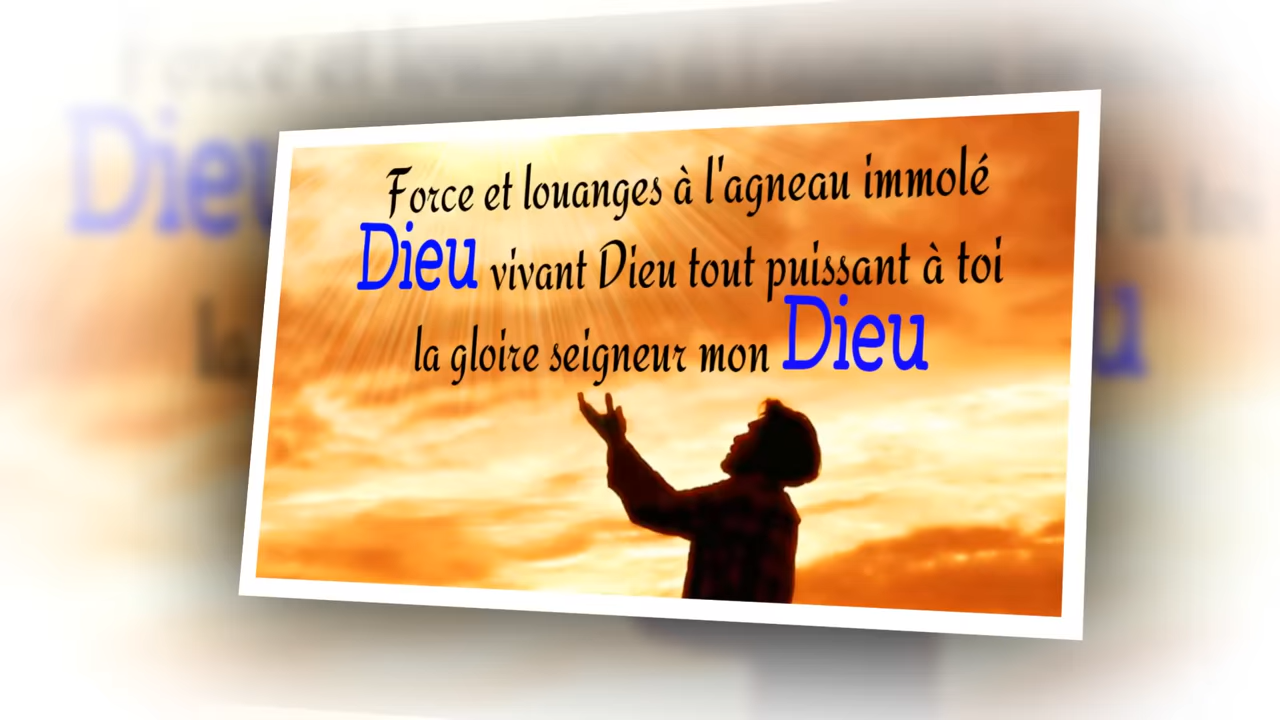 Force et louanges à l'agneau immolé
Dieu vivant Dieu tout puissant à toi
la gloire seigneur mon Dieu